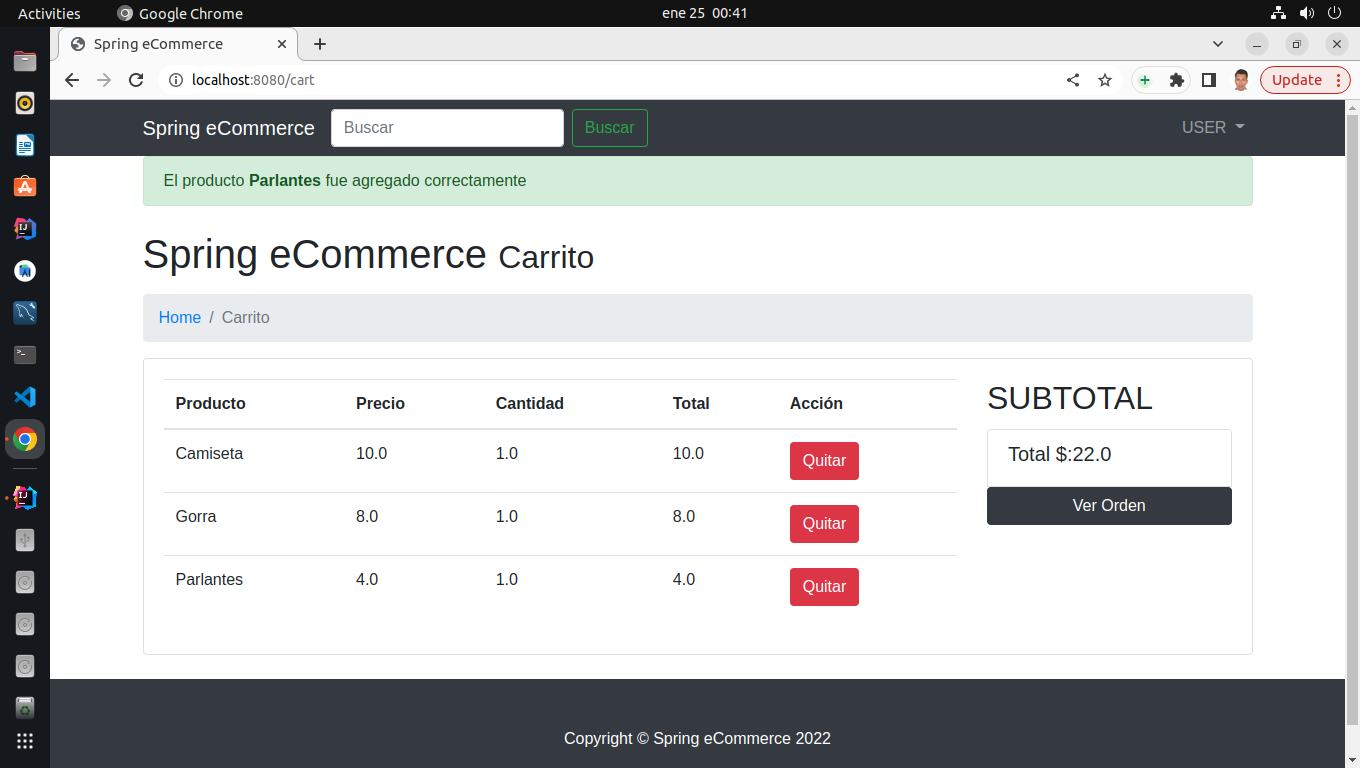 Activities Google Chrome ene 25 00:41
Spring eCommerce
localhost:8080/cart Update
Spring eCommerce Buscar Buscar USER
El producto Parlantes fue agregado correctamente
Spring eCommerce Carrito
Home / Carrito
Producto Precio Cantidad Total Acción
Camiseta 10.0 1.0 10.0 Quitar
Gorra 8.0 1.0 8.0 Quitar
Parlantes 4.0 1.0 4.0 Quitar
SUBTOTAL
Total $:22.0
Ver Orden
Copyright © Spring eCommerce 2022